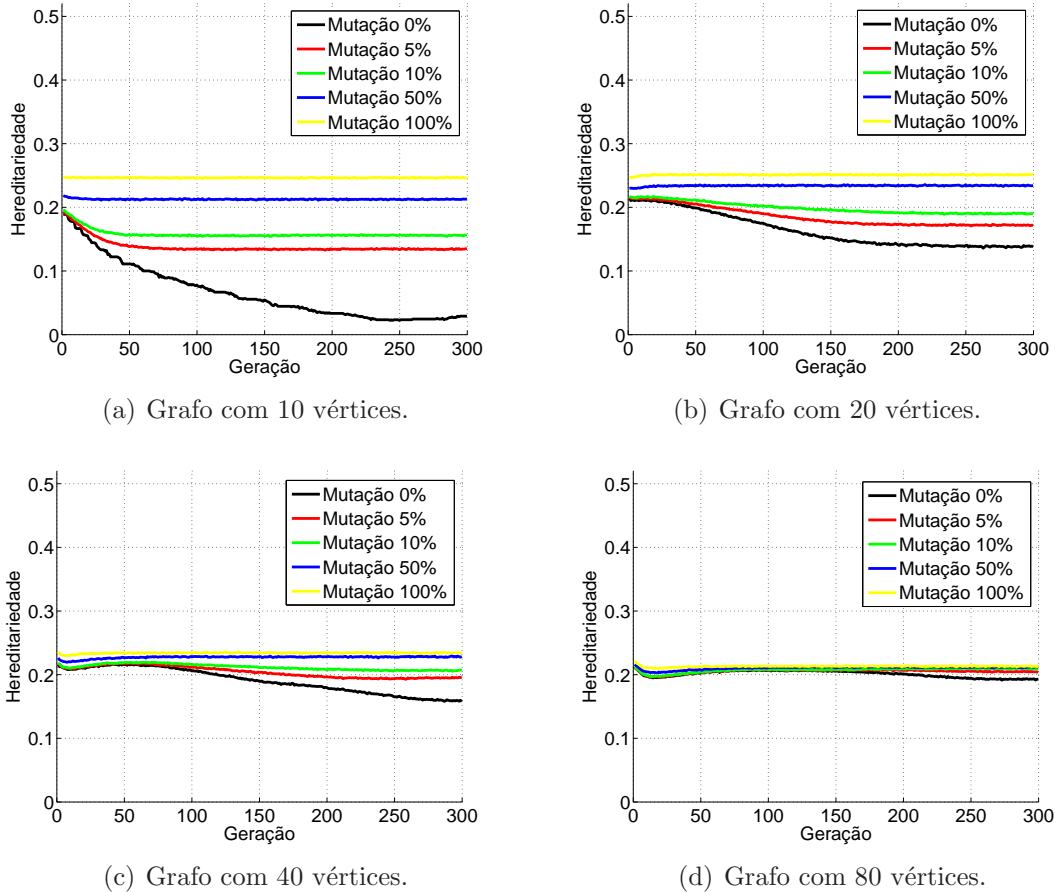 0.5
0.4
0.3
0.2
0.1
0
Hereditariedade
0 50 100 150 200 250 300
Geração
Mutação 0%
Mutação 5%
Mutação 10%
Mutação 50%
Mutação 100%
(a) Grafo com 10 vértices.
0.5
0.4
0.3
0.2
0.1
0
Hereditariedade
0 50 100 150 200 250 300
Geração
Mutação 0%
Mutação 5%
Mutação 10%
Mutação 50%
Mutação 100%
(b) Grafo com 20 vértices.
0.5
0.4
0.3
0.2
0.1
0
Hereditariedade
0 50 100 150 200 250 300
Geração
Mutação 0%
Mutação 5%
Mutação 10%
Mutação 50%
Mutação 100%
(c) Grafo com 40 vértices.
0.5
0.4
0.3
0.2
0.1
0
Hereditariedade
0 50 100 150 200 250 300
Geração
Mutação 0%
Mutação 5%
Mutação 10%
Mutação 50%
Mutação 100%
(d) Grafo com 80 vértices.